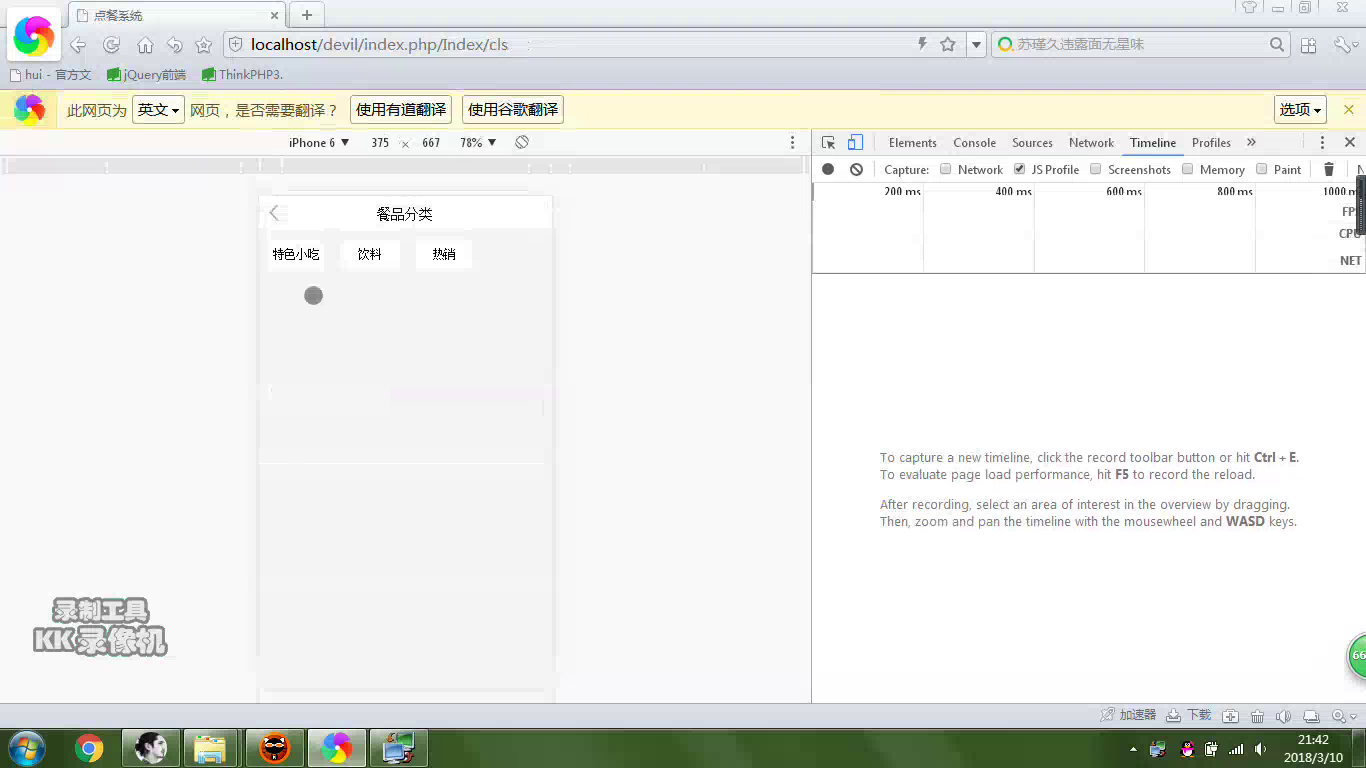 点餐系统
localhost/devil/index.php/Index/cls
苏瑾久违露面无星味
hui - 官方文
jQuery前端
ThinkPHP3.
此网页为 英文 网页，是否需要翻译？ 使用有道翻译 使用谷歌翻译 选项
iPhone 6 375 × 667 78%
Elements Console Sources Network Timeline Profiles
Capture: Network JS Profile Screenshots Memory Paint
200 ms 400 ms 600 ms 800 ms 1000 m
FPS
CPU
NET
餐品分类
特色小吃 饮料 热销
To capture a new timeline, click the record toolbar button or hit Ctrl + E.
To evaluate page load performance, hit F5 to record the reload.
After recording, select an area of interest in the overview by dragging.
Then, zoom and pan the timeline with the mousewheel and WASD keys.
录制工具
KK录像机
66
加速器 下载
21:42
2018/3/10